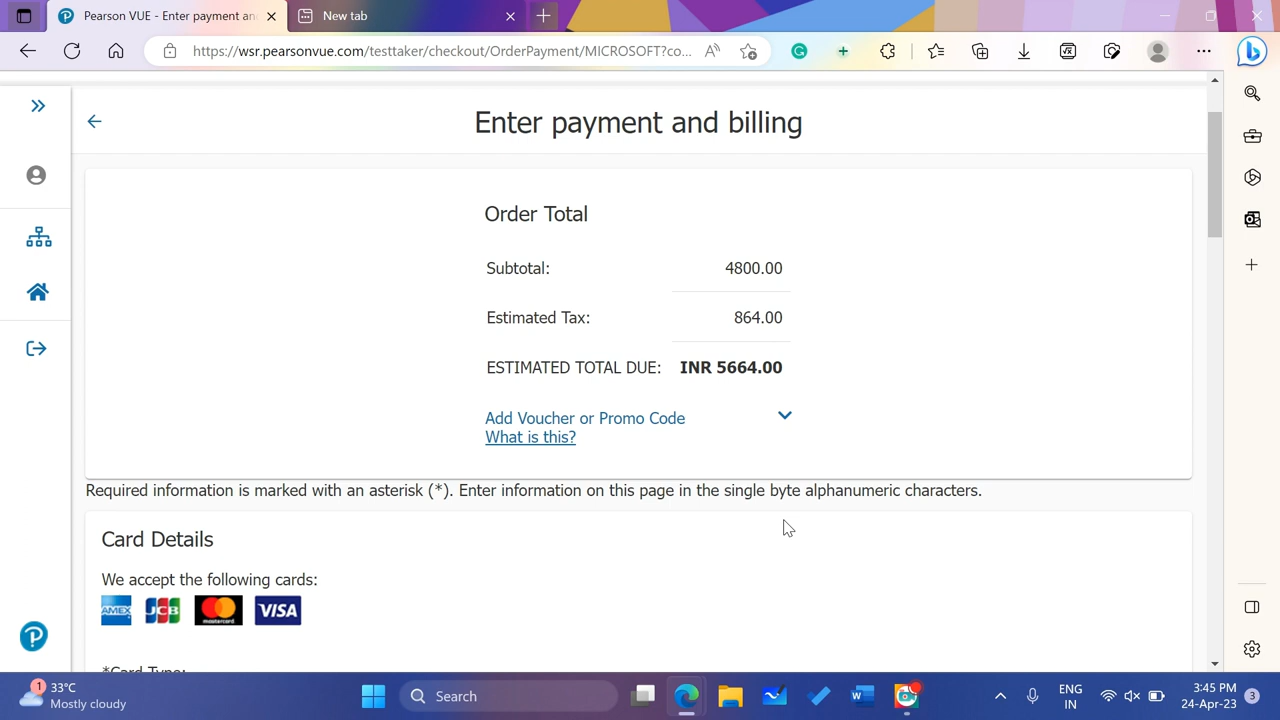 Pearson VUE - Enter payment an
New tab
https://wsr.pearsonvue.com/testtaker/checkout/OrderPayment/MICROSOFT?co...
Enter payment and billing
Order Total
Subtotal: 4800.00
Estimated Tax: 864.00
ESTIMATED TOTAL DUE: INR 5664.00
Add Voucher or Promo Code
What is this?
Required information is marked with an asterisk (*). Enter information on this page in the single byte alphanumeric characters.
Card Details
We accept the following cards:
AMEX JCB mastercard VISA
*Card Type:
1 33°C
Mostly cloudy
Search
ENG
IN
3:45 PM
24-Apr-23
3